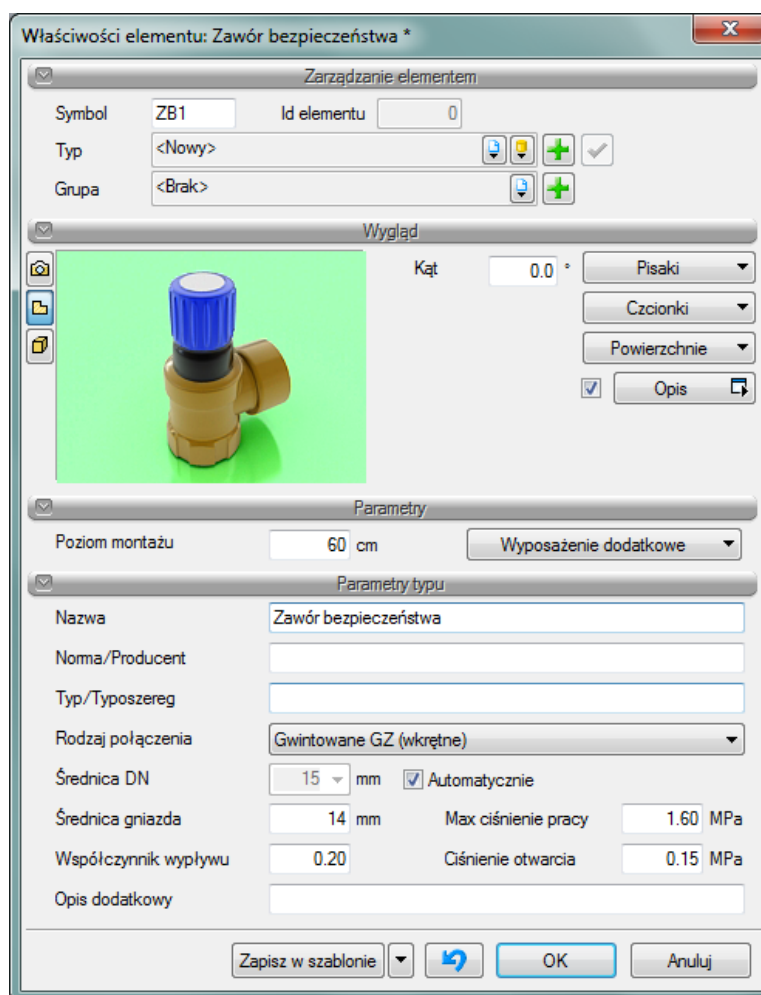 Właściwości elementu: Zawór bezpieczeństwa *
Zarządzanie elementem
Symbol ZB1 Id elementu 0
Typ <Nowy>
Grupa <Brak>
Wygląd
Kąt 0.0 ° Pisaki
Czcionki
Powierzchnie
Opis
Parametry
Poziom montażu 60 cm Wyposażenie dodatkowe
Parametry typu
Nazwa Zawór bezpieczeństwa
Norma/Producent
Typ/Typoszereg
Rodzaj połączenia Gwintowane GZ (wkrętne)
Średnica DN 15 mm Automatycznie
Średnica gniazda 14 mm Max ciśnienie pracy 1.60 MPa
Współczynnik wypływu 0.20 Ciśnienie otwarcia 0.15 MPa
Opis dodatkowy
Zapisz w szablonie OK Anuluj